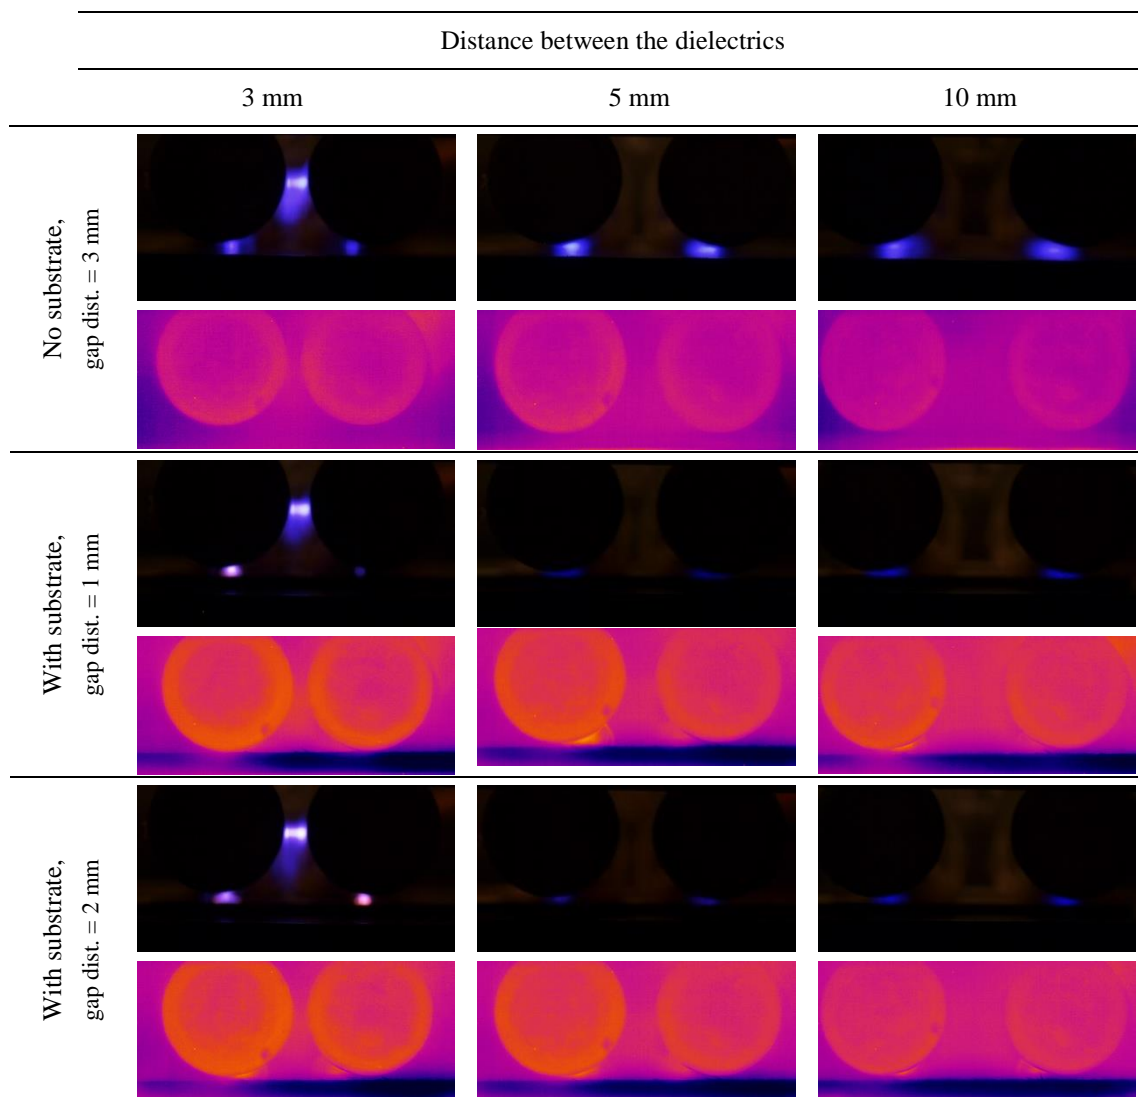 Distance between the dielectrics
3 mm
5 mm
10 mm
No substrate,
gap dist. = 3 mm
With substrate,
gap dist. = 1 mm
With substrate,
gap dist. = 2 mm